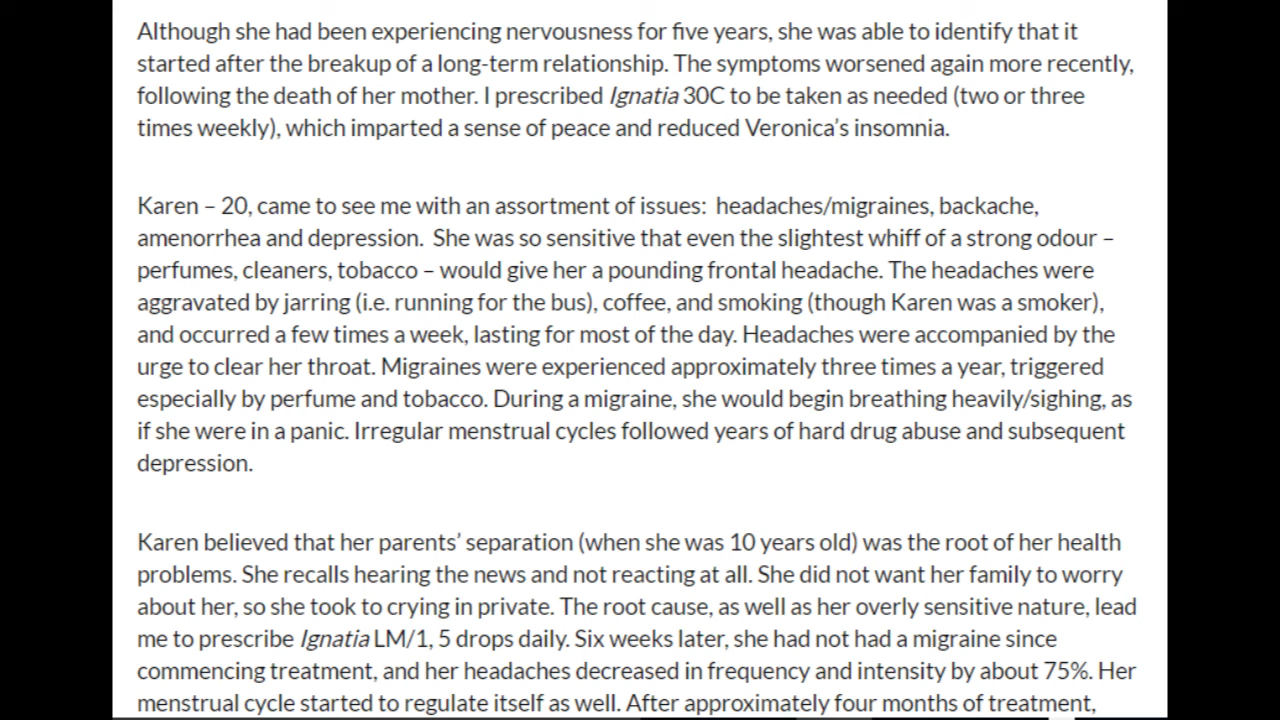 Although she had been experiencing nervousness for five years, she was able to identify that it
started after the breakup of a long-term relationship. The symptoms worsened again more recently,
following the death of her mother. I prescribed Ignatia 30C to be taken as needed (two or three
times weekly), which imparted a sense of peace and reduced Veronica’s insomnia.
Karen – 20, came to see me with an assortment of issues:  headaches/migraines, backache,
amenorrhea and depression.  She was so sensitive that even the slightest whiff of a strong odour –
perfumes, cleaners, tobacco – would give her a pounding frontal headache. The headaches were
aggravated by jarring (i.e. running for the bus), coffee, and smoking (though Karen was a smoker),
and occurred a few times a week, lasting for most of the day. Headaches were accompanied by the
urge to clear her throat. Migraines were experienced approximately three times a year, triggered
especially by perfume and tobacco. During a migraine, she would begin breathing heavily/sighing, as
if she were in a panic. Irregular menstrual cycles followed years of hard drug abuse and subsequent
depression.
Karen believed that her parents’ separation (when she was 10 years old) was the root of her health
problems. She recalls hearing the news and not reacting at all. She did not want her family to worry
about her, so she took to crying in private. The root cause, as well as her overly sensitive nature, lead
me to prescribe Ignatia LM/1, 5 drops daily. Six weeks later, she had not had a migraine since
commencing treatment, and her headaches decreased in frequency and intensity by about 75%. Her
menstrual cycle started to regulate itself as well. After approximately four months of treatment,